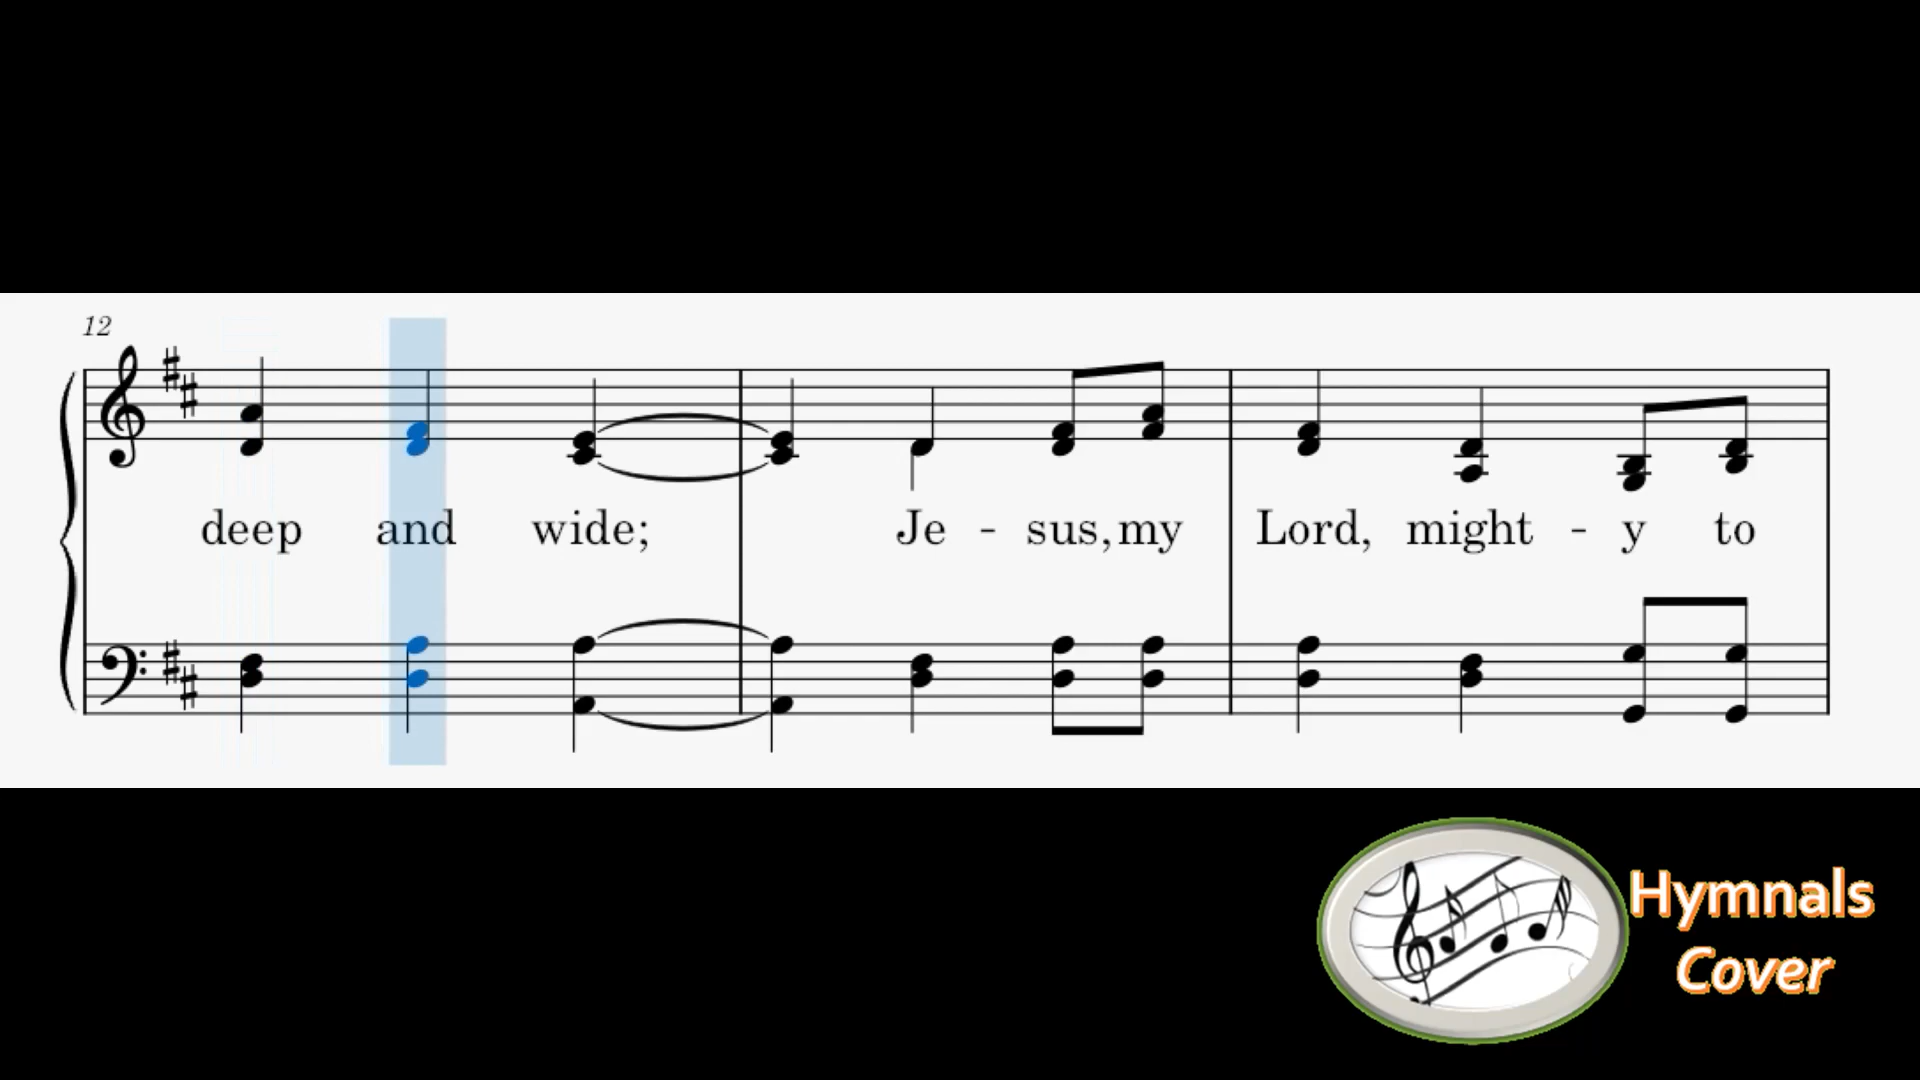 12
deep and wide; Je - sus, my Lord, might - y to
Hymnals
Cover